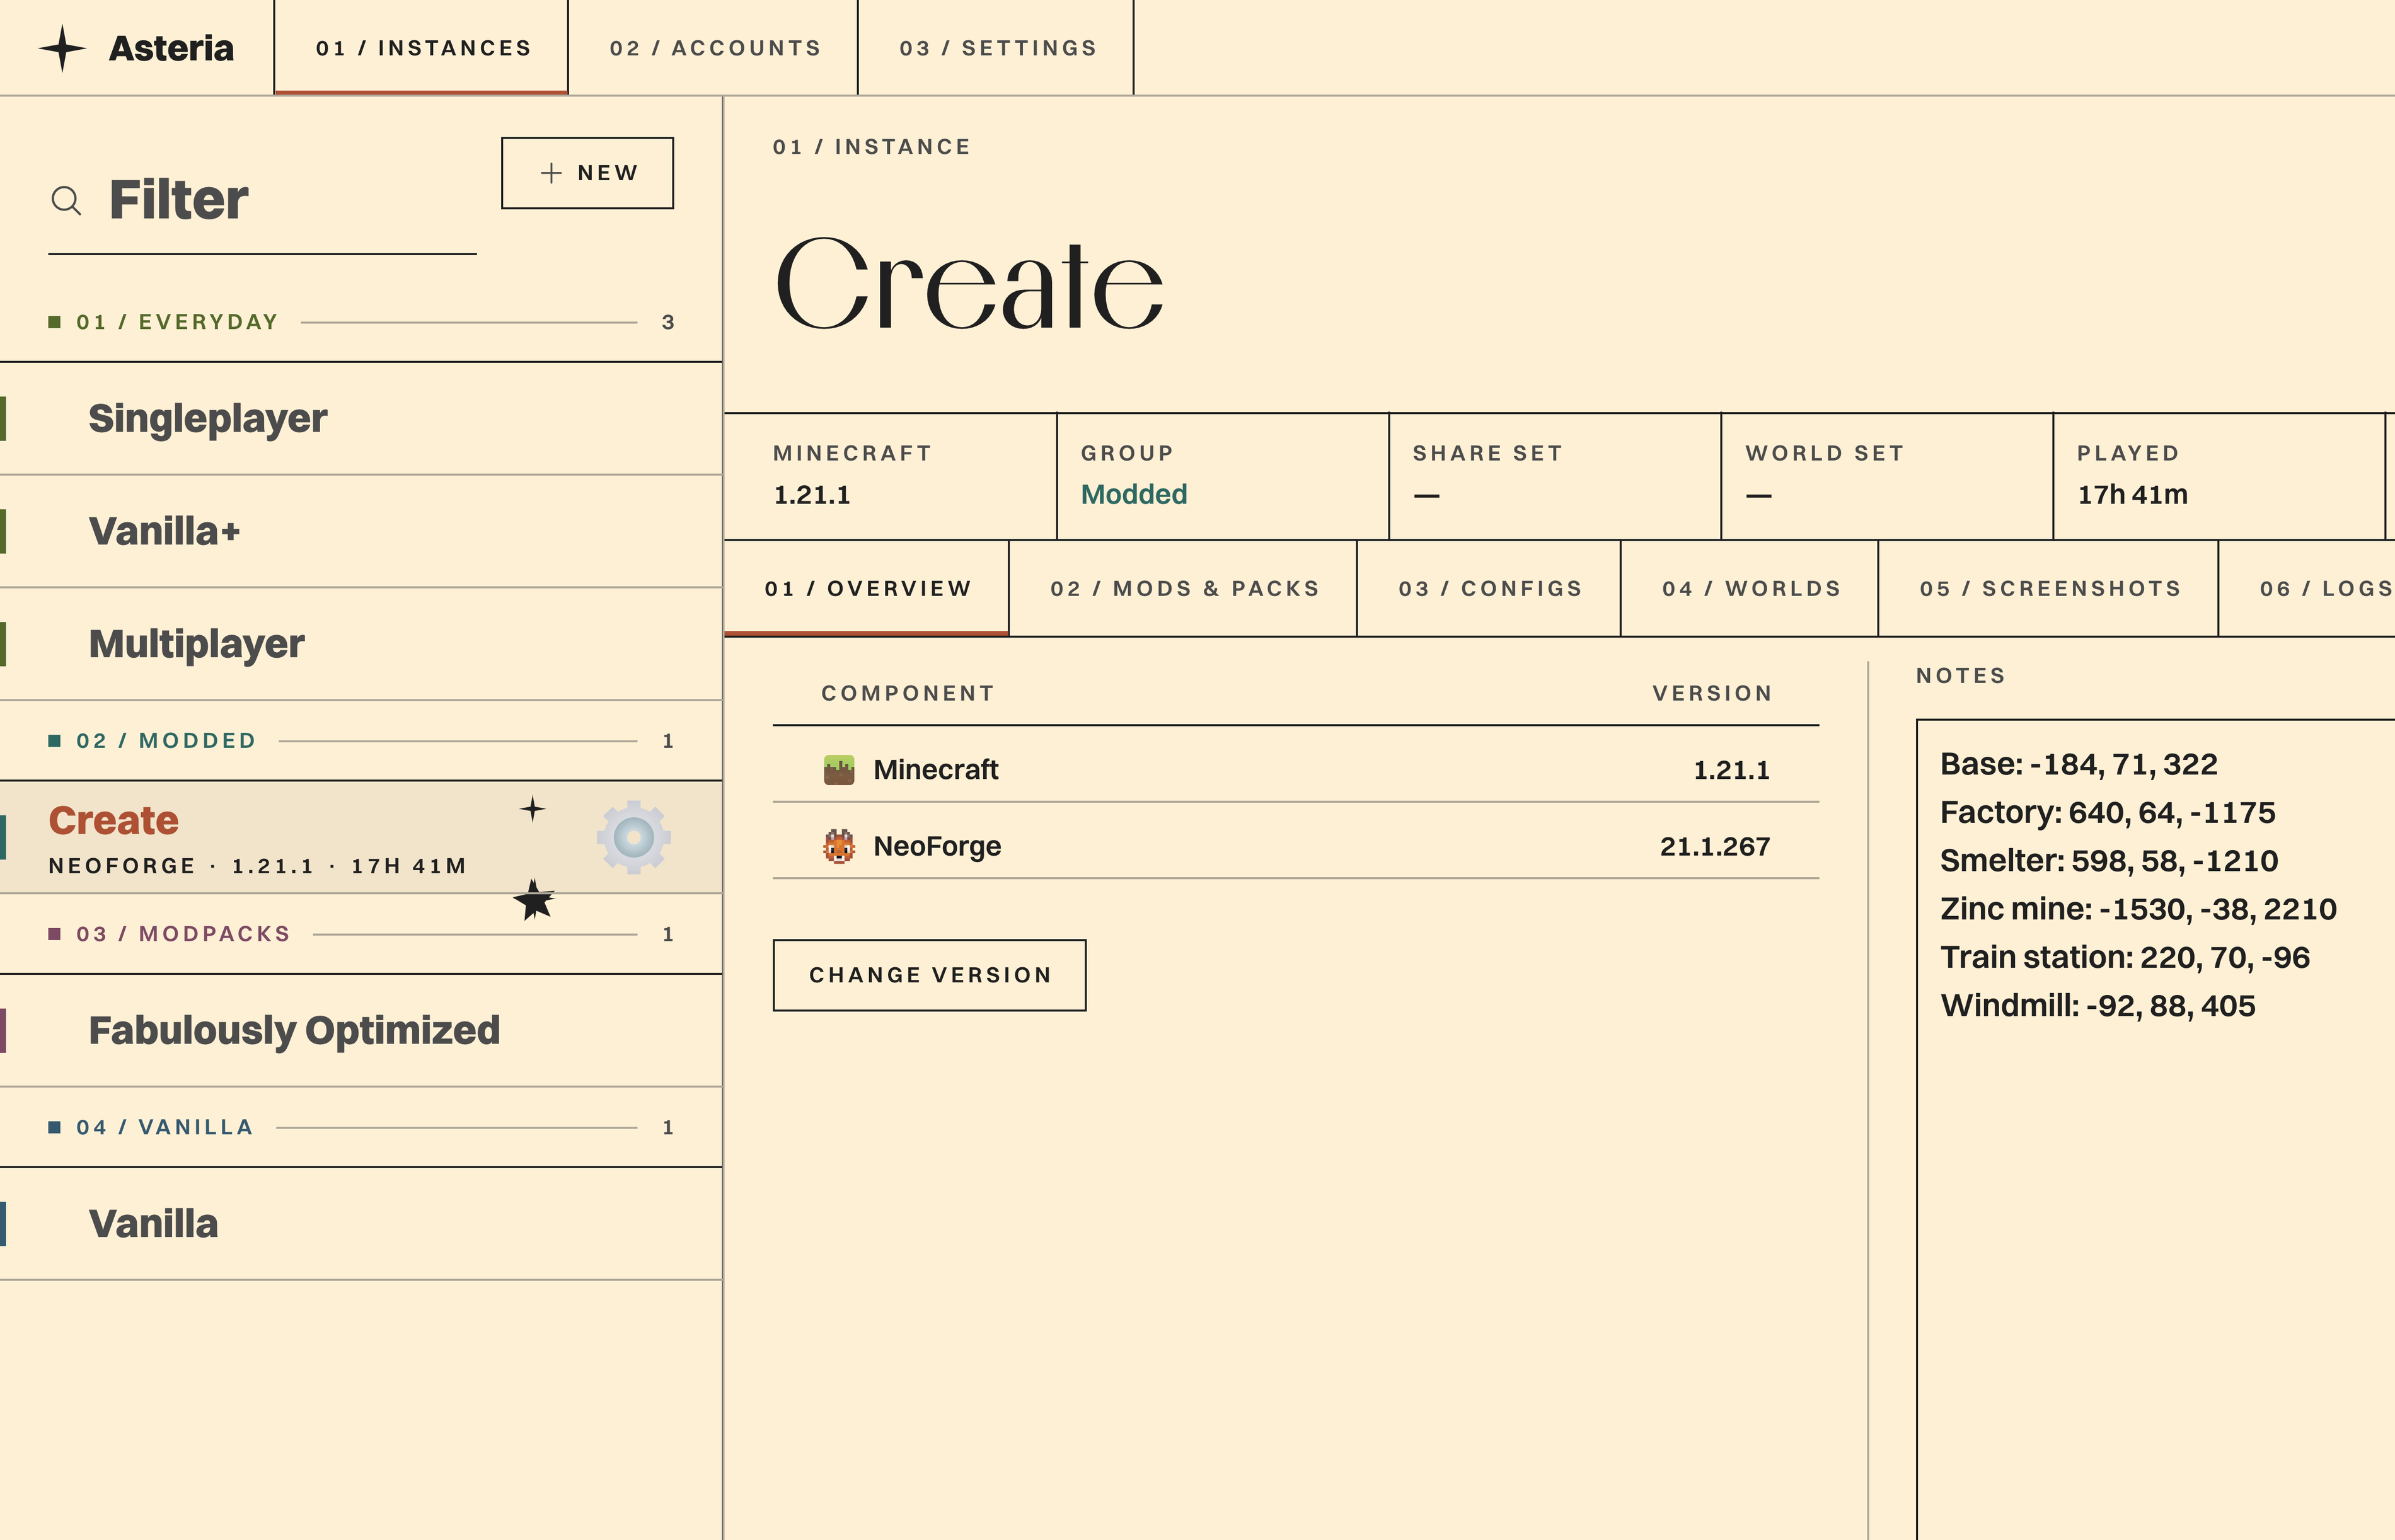 Asteria
01 / INSTANCES
02 / ACCOUNTS
03 / SETTINGS
Filter
NEW
01 / EVERYDAY 3
Singleplayer
Vanilla+
Multiplayer
02 / MODDED 1
Create
NEOFORGE · 1.21.1 · 17H 41M
03 / MODPACKS 1
Fabulously Optimized
04 / VANILLA 1
Vanilla
01 / INSTANCE
Create
MINECRAFT
1.21.1
GROUP
Modded
SHARE SET
—
WORLD SET
—
PLAYED
17h 41m
01 / OVERVIEW
02 / MODS & PACKS
03 / CONFIGS
04 / WORLDS
05 / SCREENSHOTS
06 / LOGS
COMPONENT VERSION
Minecraft 1.21.1
NeoForge 21.1.267
CHANGE VERSION
NOTES
Base: -184, 71, 322
Factory: 640, 64, -1175
Smelter: 598, 58, -1210
Zinc mine: -1530, -38, 2210
Train station: 220, 70, -96
Windmill: -92, 88, 405